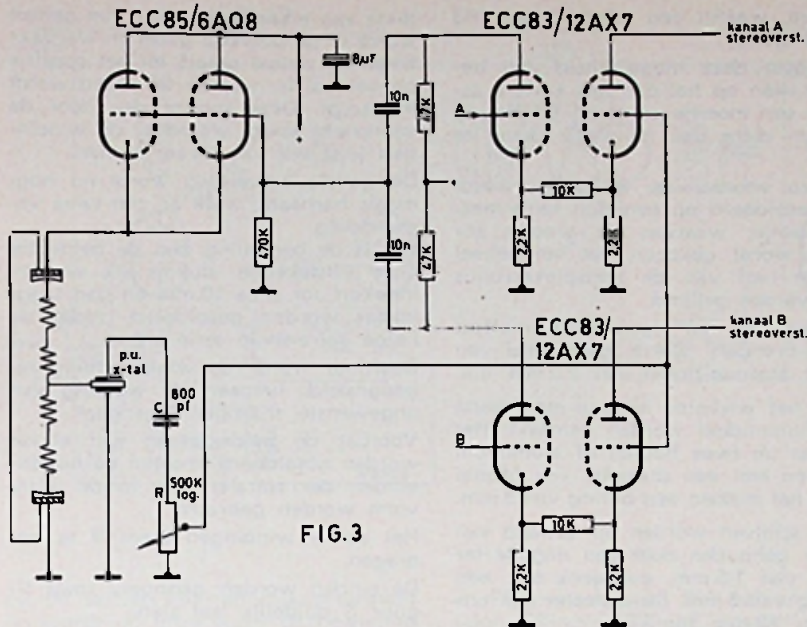 ECC85/6AQ8
ECC83/12AX7
kanaal A
stereoverst.
8µF
10n
47K
A
10K
470K
2,2K
2,2K
10n
47K
ECC83/
12AX7
kanaal B
stereoverst.
p.u.
x-tal
800
pf
C
B
R
500K
log.
10K
FIG.3
2,2K
2,2K